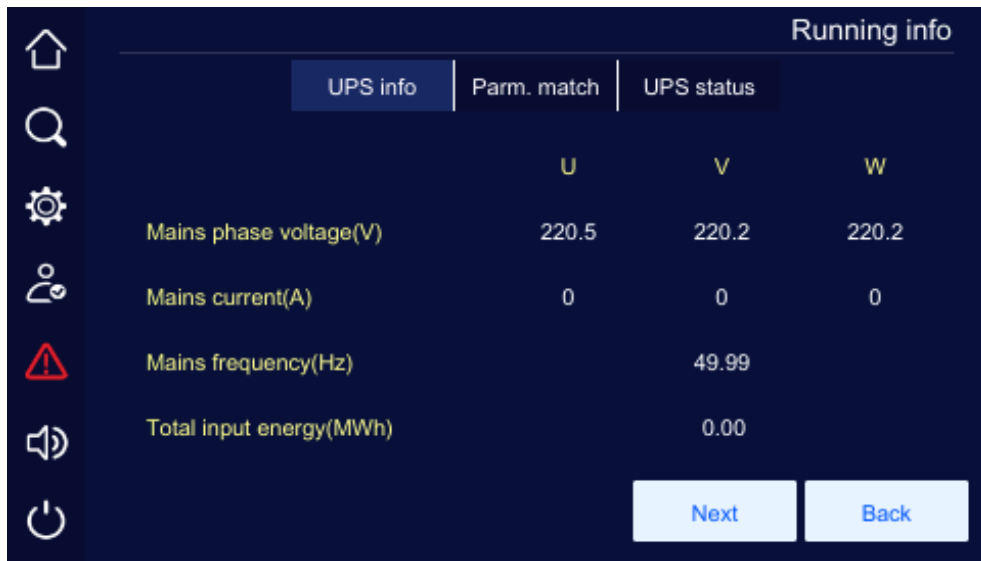 Running info
UPS info Parm. match UPS status
U V W
Mains phase voltage(V) 220.5 220.2 220.2
Mains current(A) 0 0 0
Mains frequency(Hz) 49.99
Total input energy(MWh) 0.00
Next Back